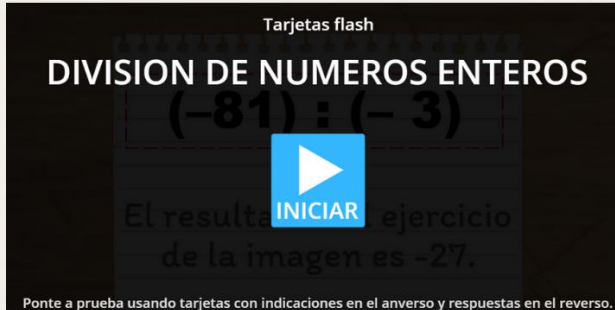 Tarjetas flash
DIVISION DE NUMEROS ENTEROS
(–81) : (– 3)
INICIAR
El resulta ejercicio
de la imagen es -27.
Ponte a prueba usando tarjetas con indicaciones en el anverso y respuestas en el reverso.